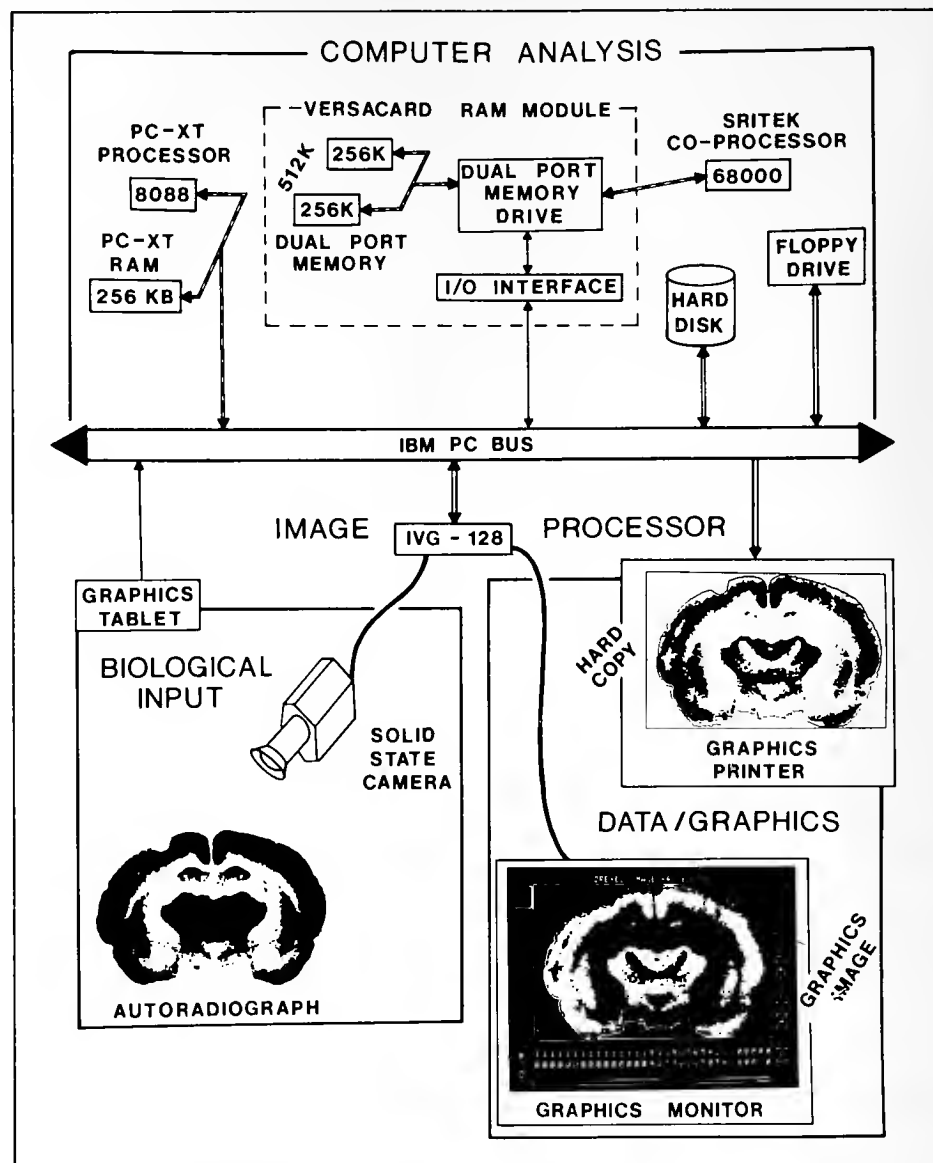 COMPUTER ANALYSIS
VERSACARD RAM MODULE
PC-XT
PROCESSOR
8088
PC-XT
RAM
256 KB
512K
256K
256K
DUAL PORT
MEMORY
DUAL PORT
MEMORY
DRIVE
I/O INTERFACE
SRITEK
CO-PROCESSOR
68000
HARD
DISK
FLOPPY
DRIVE
IBM PC BUS
IMAGE PROCESSOR
IVG - 128
GRAPHICS
TABLET
BIOLOGICAL
INPUT
SOLID
STATE
CAMERA
AUTORADIOGRAPH
HARD
COPY
GRAPHICS
PRINTER
DATA/GRAPHICS
GRAPHICS
IMAGE
GRAPHICS MONITOR